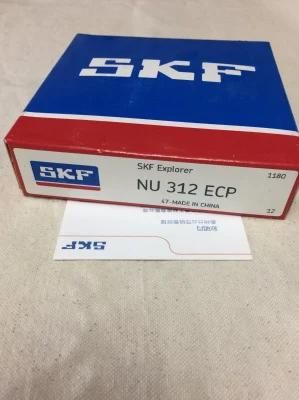 SKF
SKF
SKF Explorer
1180
NU 312 ECP
47-MADE IN CHINA
12
SKF